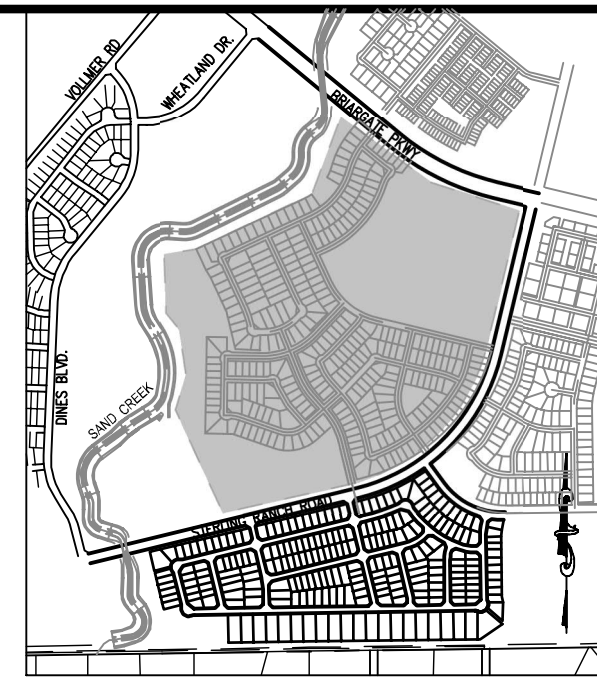 VOLLMER RD
WHEATLAND DR.
BRIARGATE PKWY
DINES BLVD.
SAND CREEK
STERLING RANCH ROAD